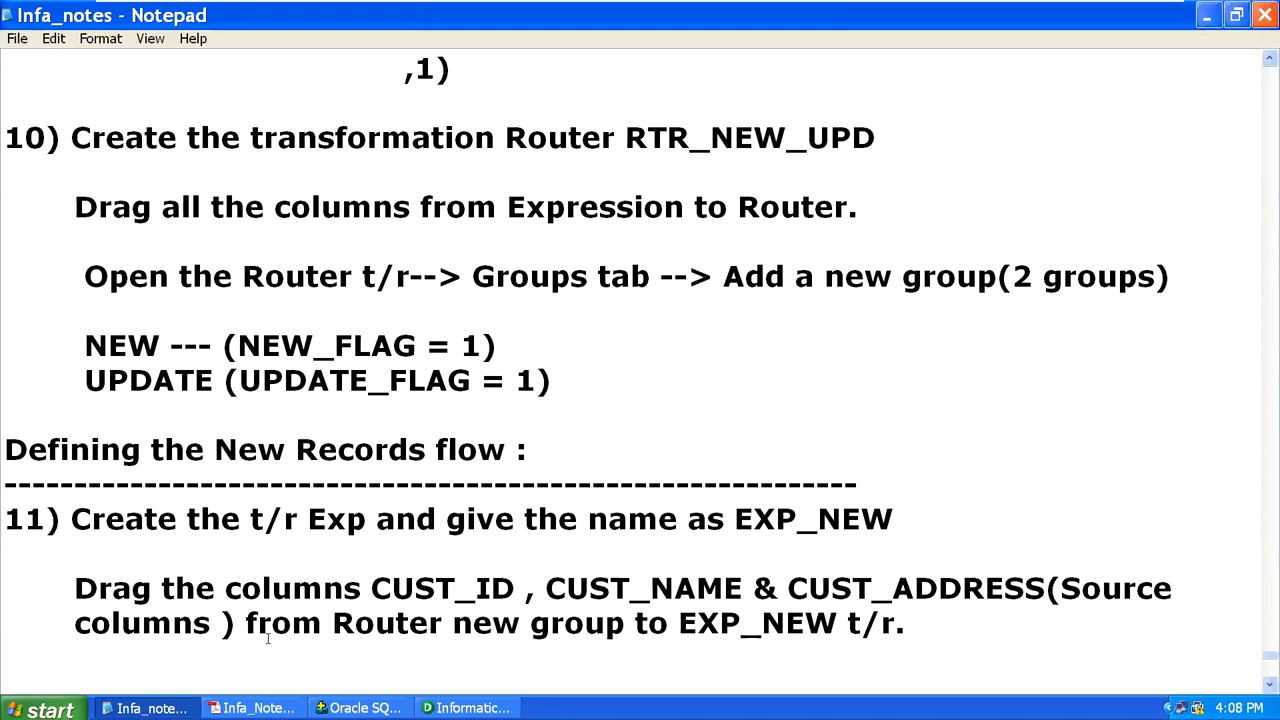 Infa_notes - Notepad
File Edit Format View Help
,1)
10) Create the transformation Router RTR_NEW_UPD
Drag all the columns from Expression to Router.
Open the Router t/r--> Groups tab --> Add a new group(2 groups)
NEW --- (NEW_FLAG = 1)
UPDATE (UPDATE_FLAG = 1)
Defining the New Records flow :
-------------------------------------------------------------
11) Create the t/r Exp and give the name as EXP_NEW
Drag the columns CUST_ID , CUST_NAME & CUST_ADDRESS(Source
columns ) from Router new group to EXP_NEW t/r.
start Infa_note... Infa_Note... Oracle SQ... Informatic... 4:08 PM